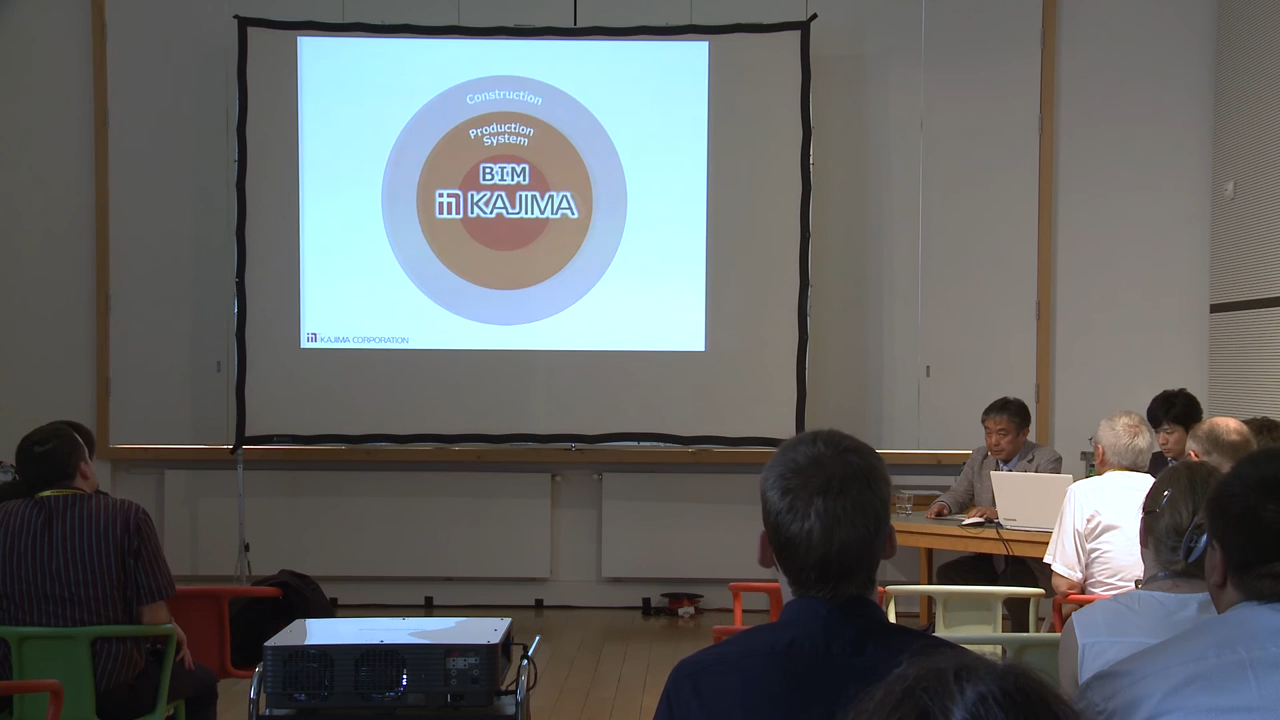 Construction
Production
System
BIM
KAJIMA
KAJIMA CORPORATION